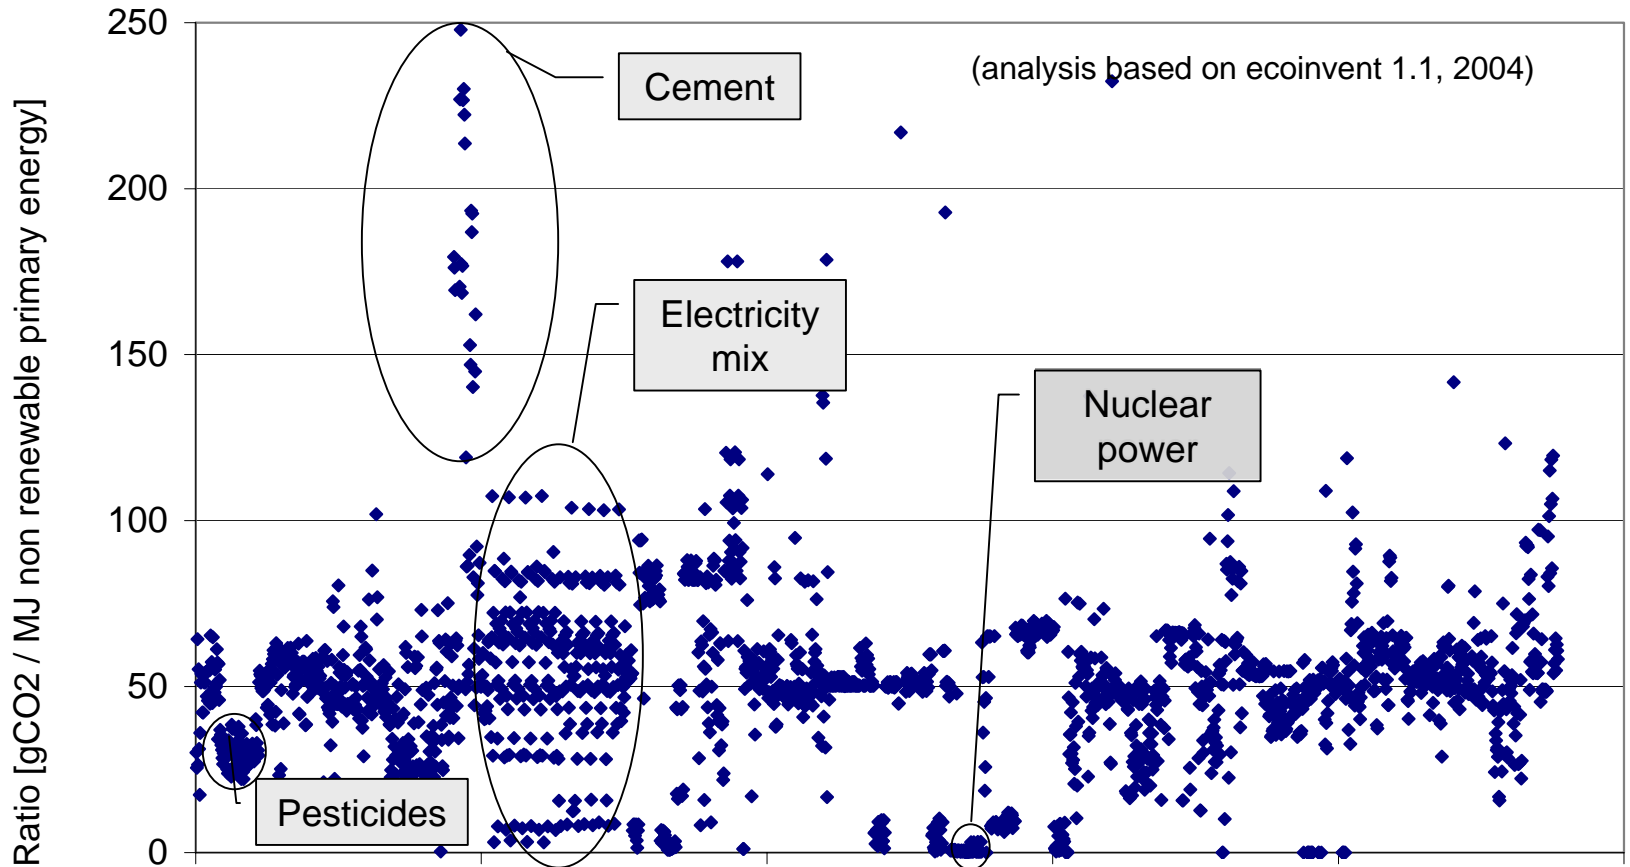 250
(analysis based on ecoinvent 1.1, 2004)
Cement
200
Electricity
mix
150
Nuclear
power
100
50
Pesticides
0
Ratio [gCO2 / MJ non renewable primary energy]